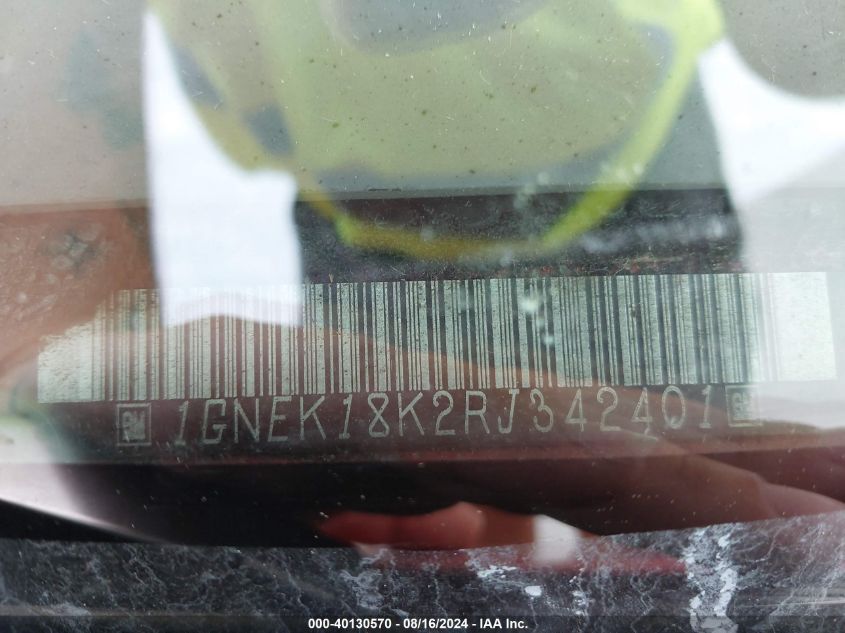 1GNEK18K2RJ342401
000-40130570 - 08/16/2024 - IAA Inc.